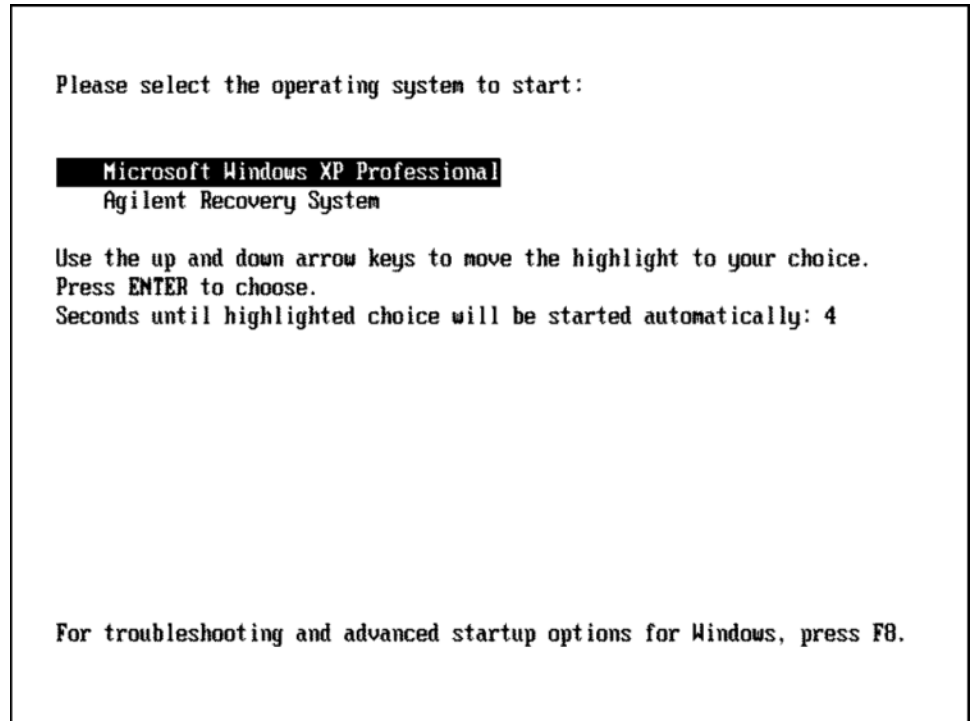 Please select the operating system to start:
Microsoft Windows XP Professional
Agilent Recovery System
Use the up and down arrow keys to move the highlight to your choice.
Press ENTER to choose.
Seconds until highlighted choice will be started automatically: 4
For troubleshooting and advanced startup options for Windows, press F8.